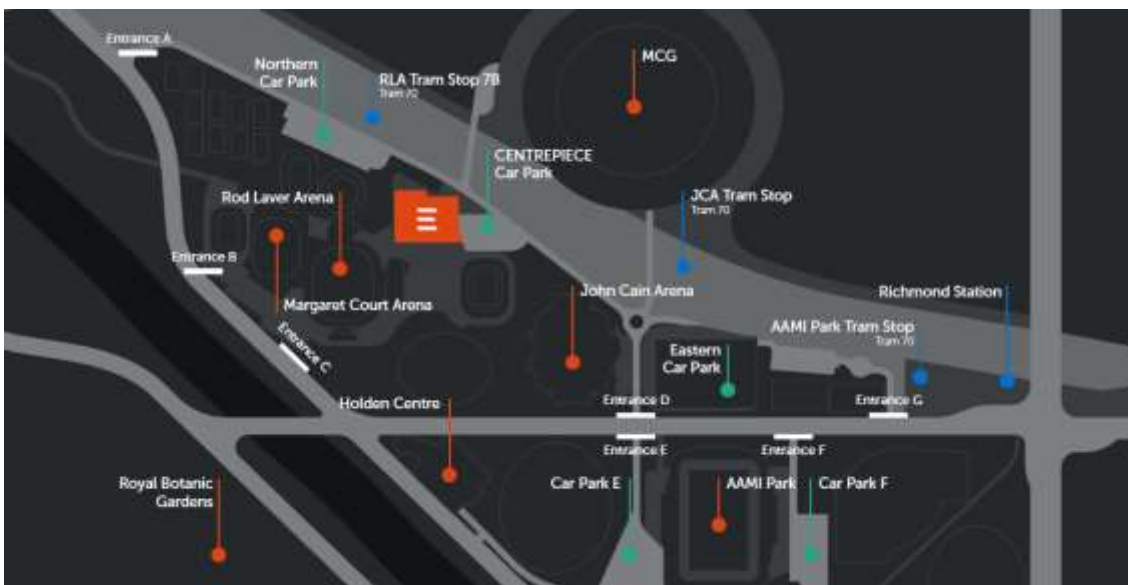 Entrance A
Northern
Car Park
RLA Tram Stop 7B
Tram 70
MCG
CENTREPIECE
Car Park
Rod Laver Arena
JCA Tram Stop
Tram 70
Entrance B
Margaret Court Arena
John Cain Arena
Richmond Station
AAMI Park Tram Stop
Tram 70
Entrance C
Eastern
Car Park
Holden Centre
Entrance D
Entrance G
Entrance E
Entrance F
Royal Botanic
Gardens
Car Park E
AAMI Park
Car Park F